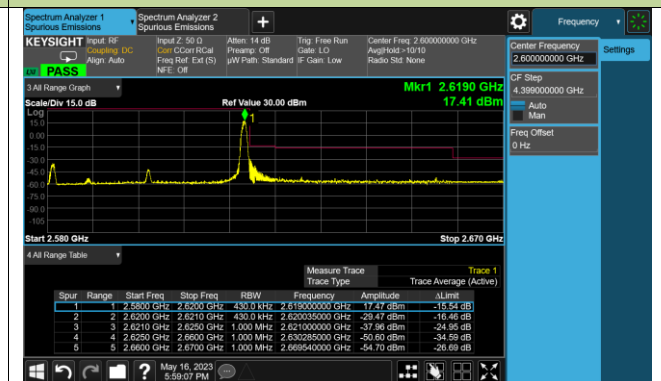 Spectrum Analyzer 1
Spurious Emissions
Spectrum Analyzer 2
Spurious Emissions
Frequency
KEYSIGHT
Input: RF
Coupling: DC
Align: Auto
Input Z: 50 Ω
Corr CCorr RCal
Freq Ref: Ext (S)
NFE: Off
Atten: 14 dB
Preamp: Off
µW Path: Standard
Trig: Free Run
Gate: LO
IF Gain: Low
Center Freq: 2.600000000 GHz
Avg|Hold:>10/10
Radio Std: None
PASS
Center Frequency
2.600000000 GHz
Settings
CF Step
4.399000000 GHz
Auto
Man
Freq Offset
0 Hz
3 All Range Graph
Scale/Div 15.0 dB
Ref Value 30.00 dBm
Mkr1 2.6190 GHz
17.41 dBm
Log
15.0
0.00
-15.0
-30.0
-45.0
-60.0
-75.0
-90.0
-105
1
Start 2.580 GHz
Stop 2.670 GHz
4 All Range Table
Measure Trace Trace 1
Trace Type Trace Average (Active)
Spur Range Start Freq Stop Freq RBW Frequency Amplitude ΔLimit
1 1 2.5800 GHz 2.6200 GHz 430.0 kHz 2.619000000 GHz 17.47 dBm -15.54 dB
2 2 2.6200 GHz 2.6210 GHz 430.0 kHz 2.620035000 GHz -29.47 dBm -16.46 dB
3 3 2.6210 GHz 2.6250 GHz 1.000 MHz 2.621000000 GHz -37.96 dBm -24.95 dB
4 4 2.6250 GHz 2.6600 GHz 1.000 MHz 2.630285000 GHz -50.60 dBm -34.59 dB
5 5 2.6600 GHz 2.6700 GHz 1.000 MHz 2.669540000 GHz -54.70 dBm -26.69 dB
May 16, 2023
5:59:07 PM